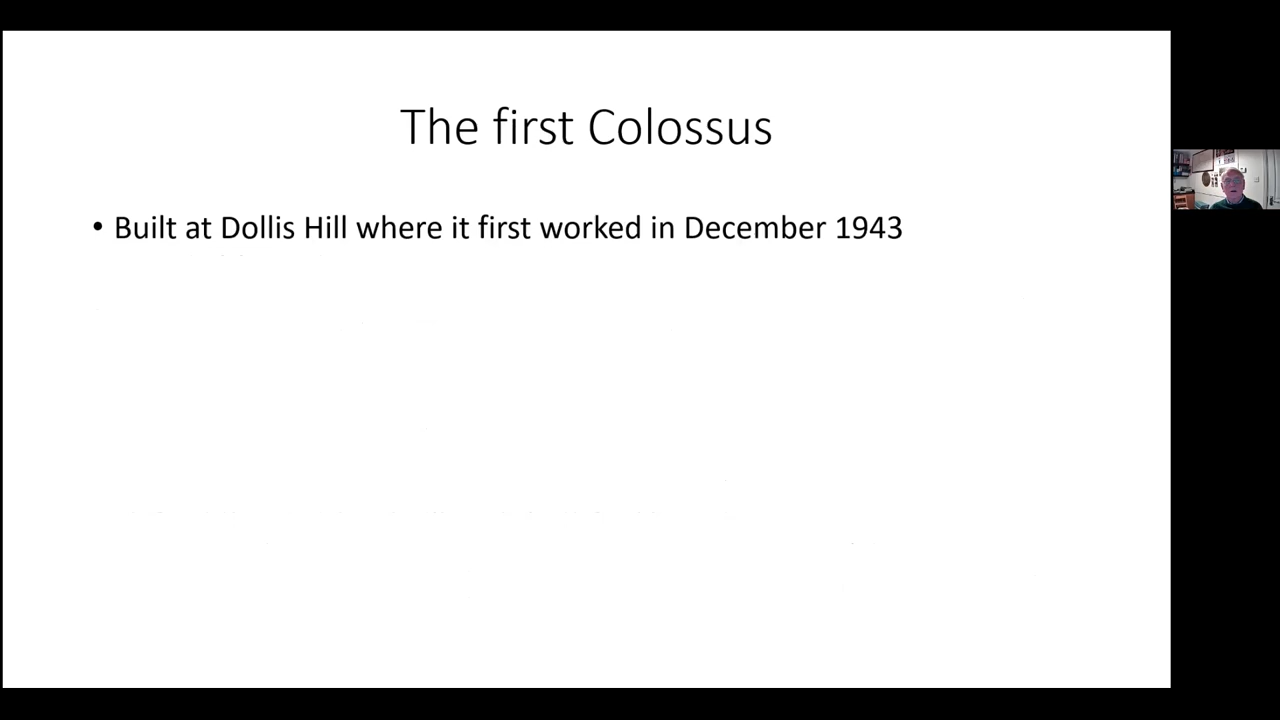 The first Colossus
• Built at Dollis Hill where it first worked in December 1943